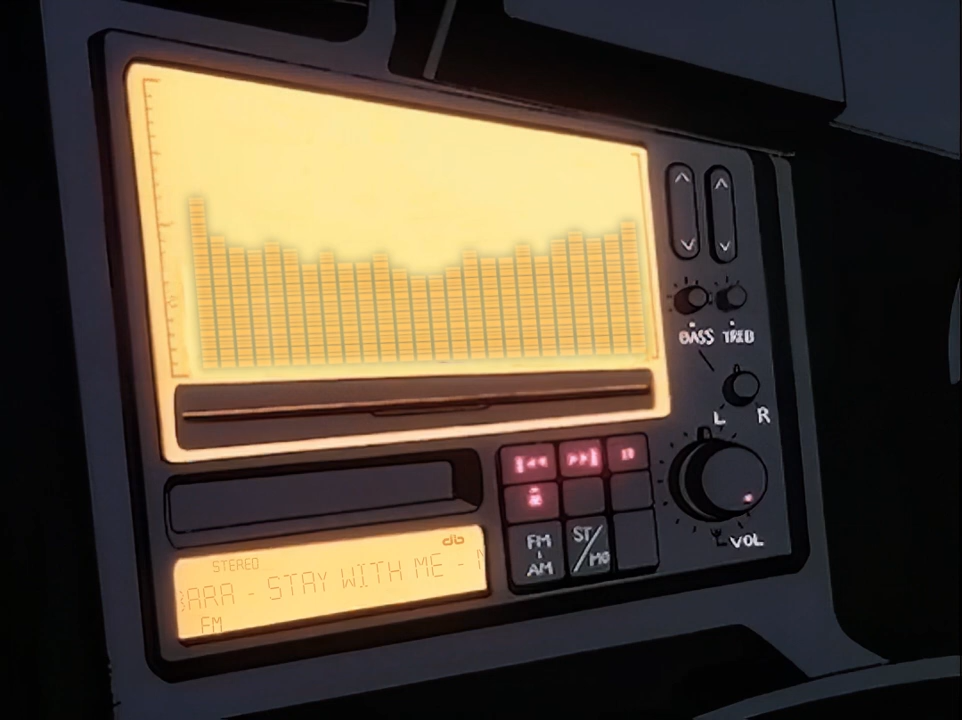 BASS TREB
L R
VOL
FM
AM
ST/MO
db
STEREO
BARA - STAY WITH ME -
FM